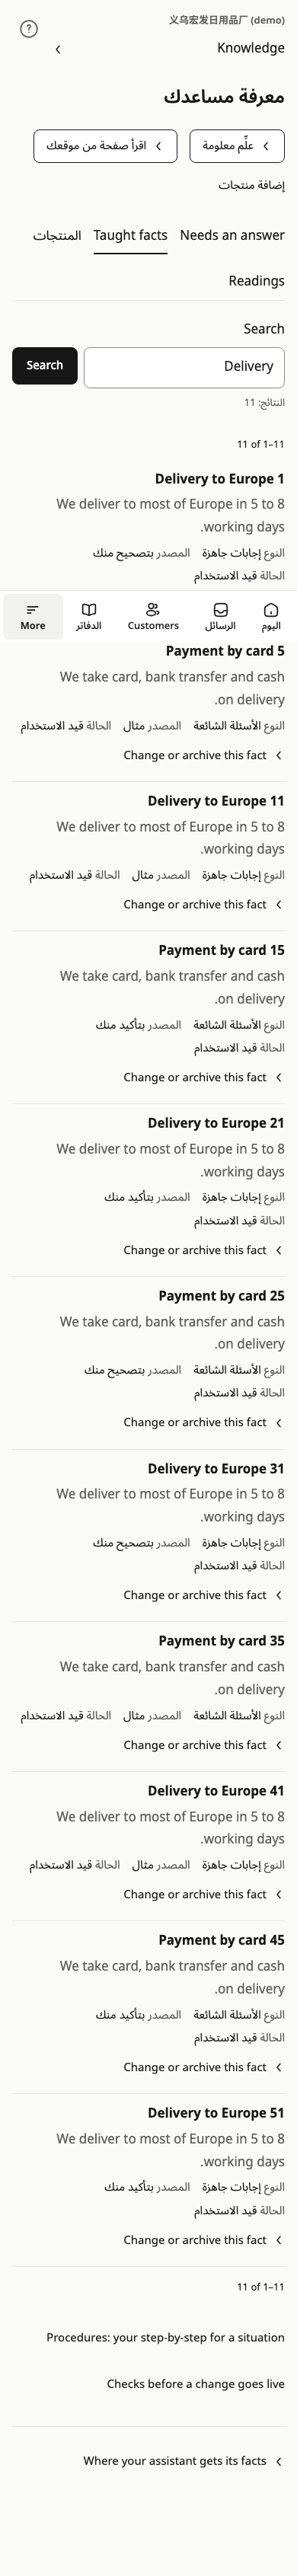 义乌宏发日用品厂 (demo)
Knowledge
معرفة مساعدك
علِّم معلومة
اقرأ صفحة من موقعك
إضافة منتجات
Needs an answer
Taught facts
المنتجات
Readings
Search
Delivery
Search
النتائج: 11
11 of 1–11
Delivery to Europe 1
We deliver to most of Europe in 5 to 8
working days.
النوع إجابات جاهزة المصدر بتصحيح منك
الحالة قيد الاستخدام
اليوم
الرسائل
Customers
الدفاتر
More
Payment by card 5
We take card, bank transfer and cash
on delivery.
النوع الأسئلة الشائعة المصدر مثال الحالة قيد الاستخدام
Change or archive this fact
Delivery to Europe 11
We deliver to most of Europe in 5 to 8
working days.
النوع إجابات جاهزة المصدر مثال الحالة قيد الاستخدام
Change or archive this fact
Payment by card 15
We take card, bank transfer and cash
on delivery.
النوع الأسئلة الشائعة المصدر بتأكيد منك
الحالة قيد الاستخدام
Change or archive this fact
Delivery to Europe 21
We deliver to most of Europe in 5 to 8
working days.
النوع إجابات جاهزة المصدر بتأكيد منك
الحالة قيد الاستخدام
Change or archive this fact
Payment by card 25
We take card, bank transfer and cash
on delivery.
النوع الأسئلة الشائعة المصدر بتصحيح منك
الحالة قيد الاستخدام
Change or archive this fact
Delivery to Europe 31
We deliver to most of Europe in 5 to 8
working days.
النوع إجابات جاهزة المصدر بتصحيح منك
الحالة قيد الاستخدام
Change or archive this fact
Payment by card 35
We take card, bank transfer and cash
on delivery.
النوع الأسئلة الشائعة المصدر مثال الحالة قيد الاستخدام
Change or archive this fact
Delivery to Europe 41
We deliver to most of Europe in 5 to 8
working days.
النوع إجابات جاهزة المصدر مثال الحالة قيد الاستخدام
Change or archive this fact
Payment by card 45
We take card, bank transfer and cash
on delivery.
النوع الأسئلة الشائعة المصدر بتأكيد منك
الحالة قيد الاستخدام
Change or archive this fact
Delivery to Europe 51
We deliver to most of Europe in 5 to 8
working days.
النوع إجابات جاهزة المصدر بتأكيد منك
الحالة قيد الاستخدام
Change or archive this fact
11 of 1–11
Procedures: your step-by-step for a situation
Checks before a change goes live
Where your assistant gets its facts